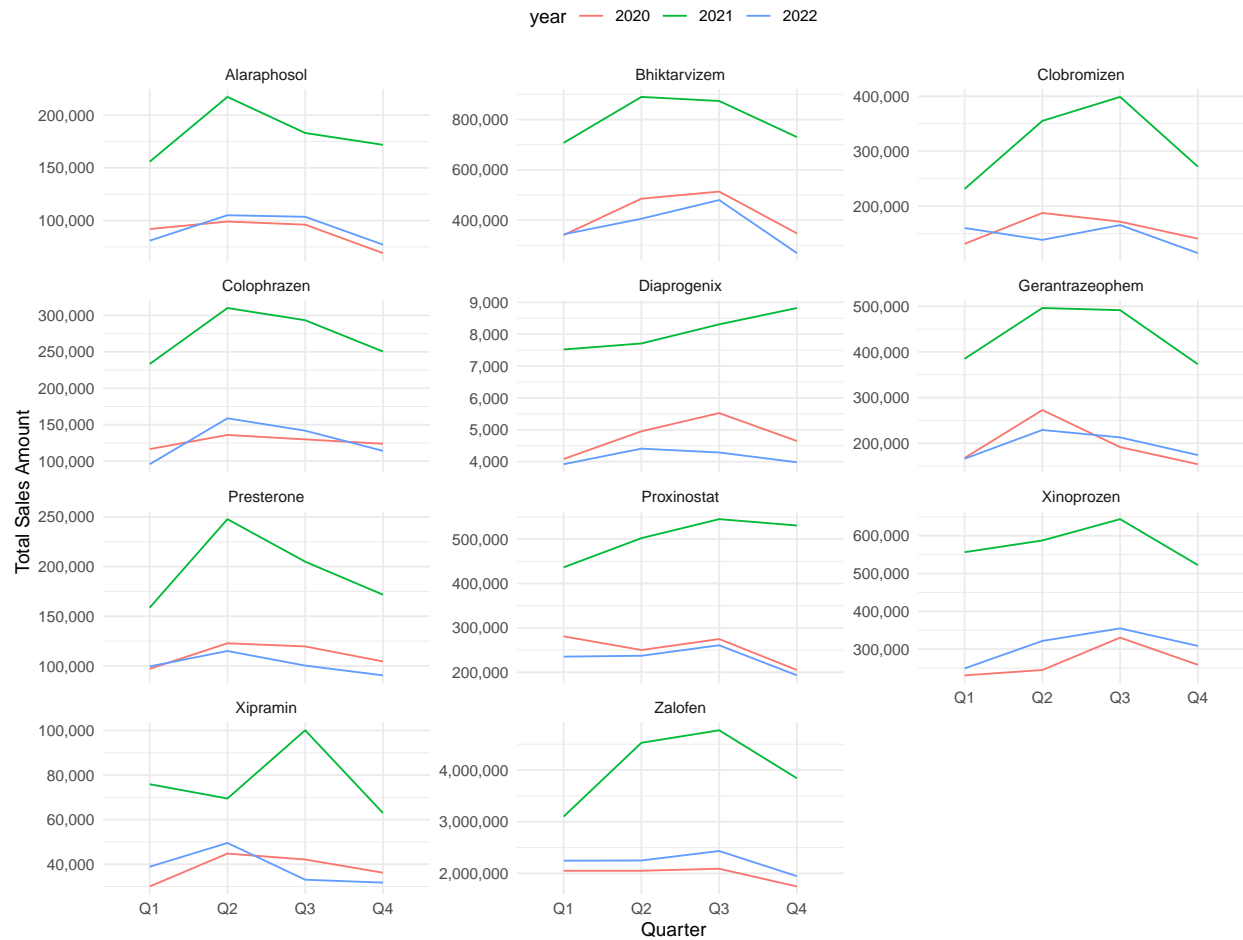 year 2020 2021 2022
Alaraphosol
200,000
150,000
100,000
Bhiktarvizem
800,000
600,000
400,000
Clobromizen
400,000
300,000
200,000
Colophrazen
300,000
250,000
200,000
150,000
100,000
Diaprogenix
9,000
8,000
7,000
6,000
5,000
4,000
Gerantrazeophem
500,000
400,000
300,000
200,000
Presterone
250,000
200,000
150,000
100,000
Proxinostat
500,000
400,000
300,000
200,000
Xinoprozen
600,000
500,000
400,000
300,000
Q1 Q2 Q3 Q4
Xipramin
100,000
80,000
60,000
40,000
Q1 Q2 Q3 Q4
Zalofen
4,000,000
3,000,000
2,000,000
Q1 Q2 Q3 Q4
Quarter
Total Sales Amount